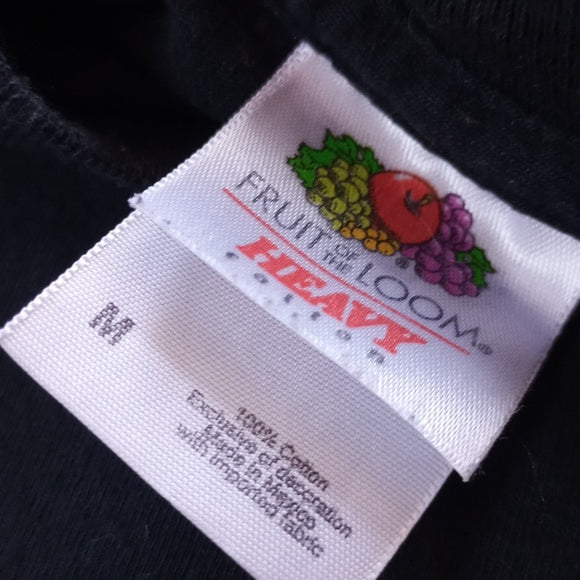 FRUIT OF THE LOOM®
HEAVY
cotton
M
100% Cotton
Exclusive of decoration
Made in Mexico
with imported fabric